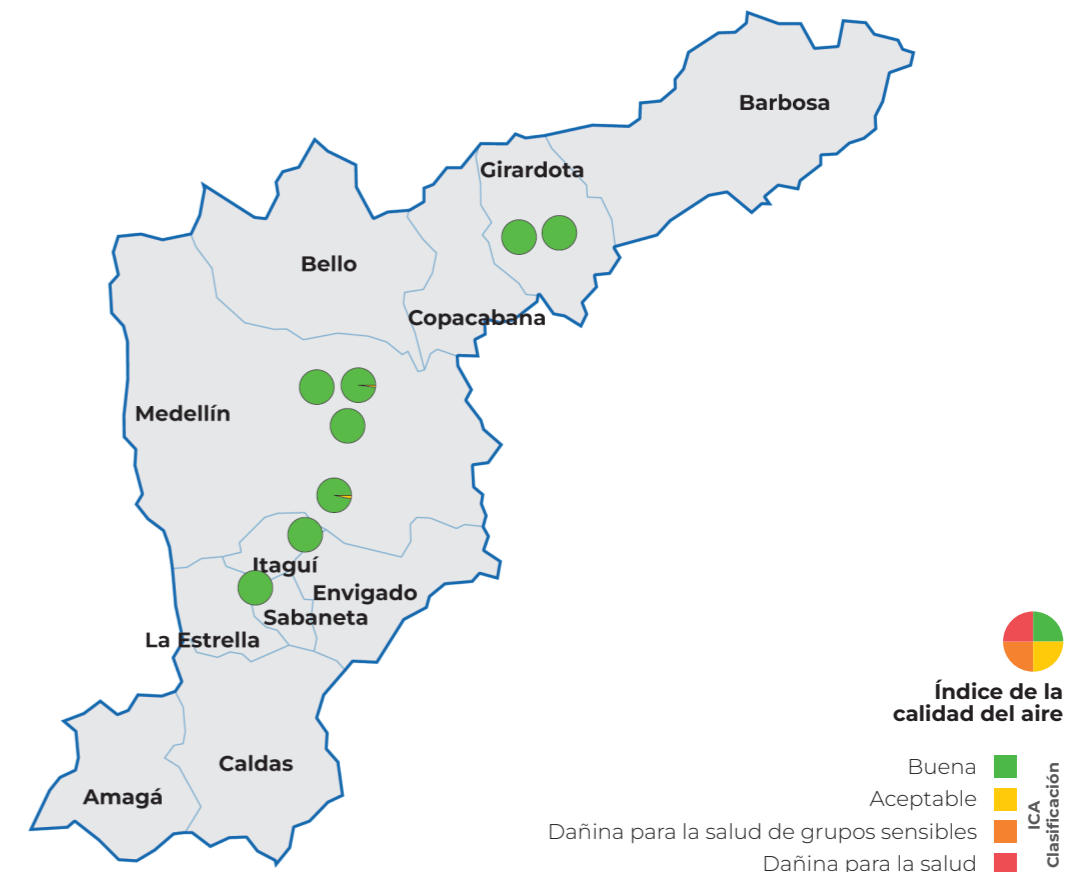 Barbosa
Girardota
Bello
Copacabana
Medellín
Itaguí
Envigado
Sabaneta
La Estrella
Caldas
Amagá
Índice de la
calidad del aire
Buena
Aceptable
Dañina para la salud de grupos sensibles
Dañina para la salud
ICA
Clasificación